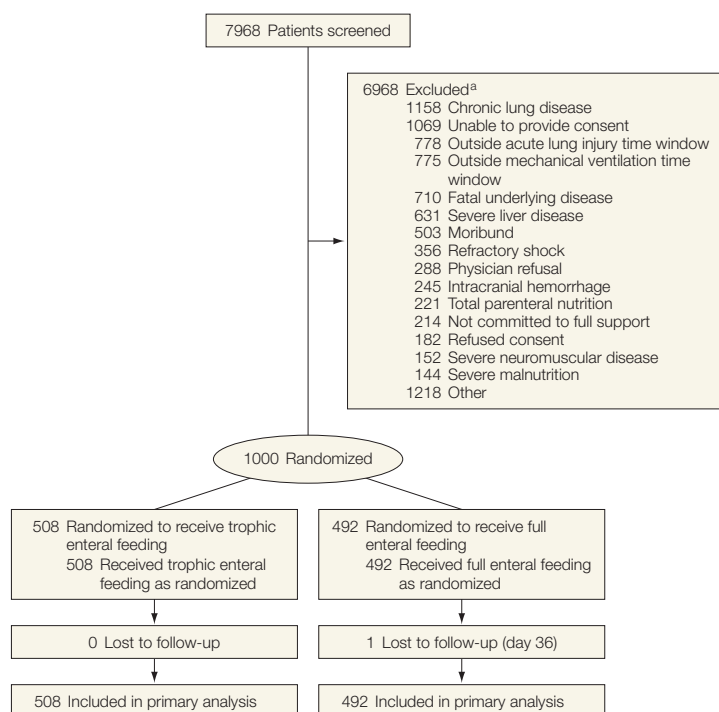 7968 Patients screened
6968 Excludedª
1158 Chronic lung disease
1069 Unable to provide consent
778 Outside acute lung injury time window
775 Outside mechanical ventilation time
window
710 Fatal underlying disease
631 Severe liver disease
503 Moribund
356 Refractory shock
288 Physician refusal
245 Intracranial hemorrhage
221 Total parenteral nutrition
214 Not committed to full support
182 Refused consent
152 Severe neuromuscular disease
144 Severe malnutrition
1218 Other
1000 Randomized
508 Randomized to receive trophic
enteral feeding
508 Received trophic enteral
feeding as randomized
492 Randomized to receive full
enteral feeding
492 Received full enteral feeding
as randomized
0 Lost to follow-up
1 Lost to follow-up (day 36)
508 Included in primary analysis
492 Included in primary analysis